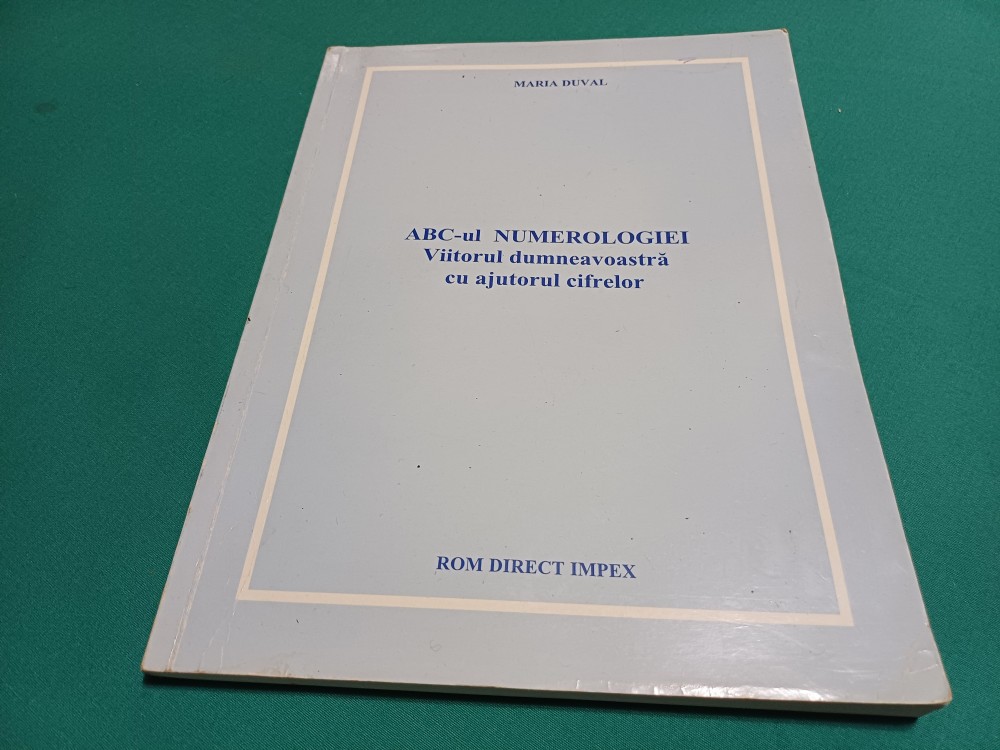 MARIA DUVAL
ABC-ul NUMEROLOGIEI
Viitorul dumneavoastră
cu ajutorul cifrelor
ROM DIRECT IMPEX